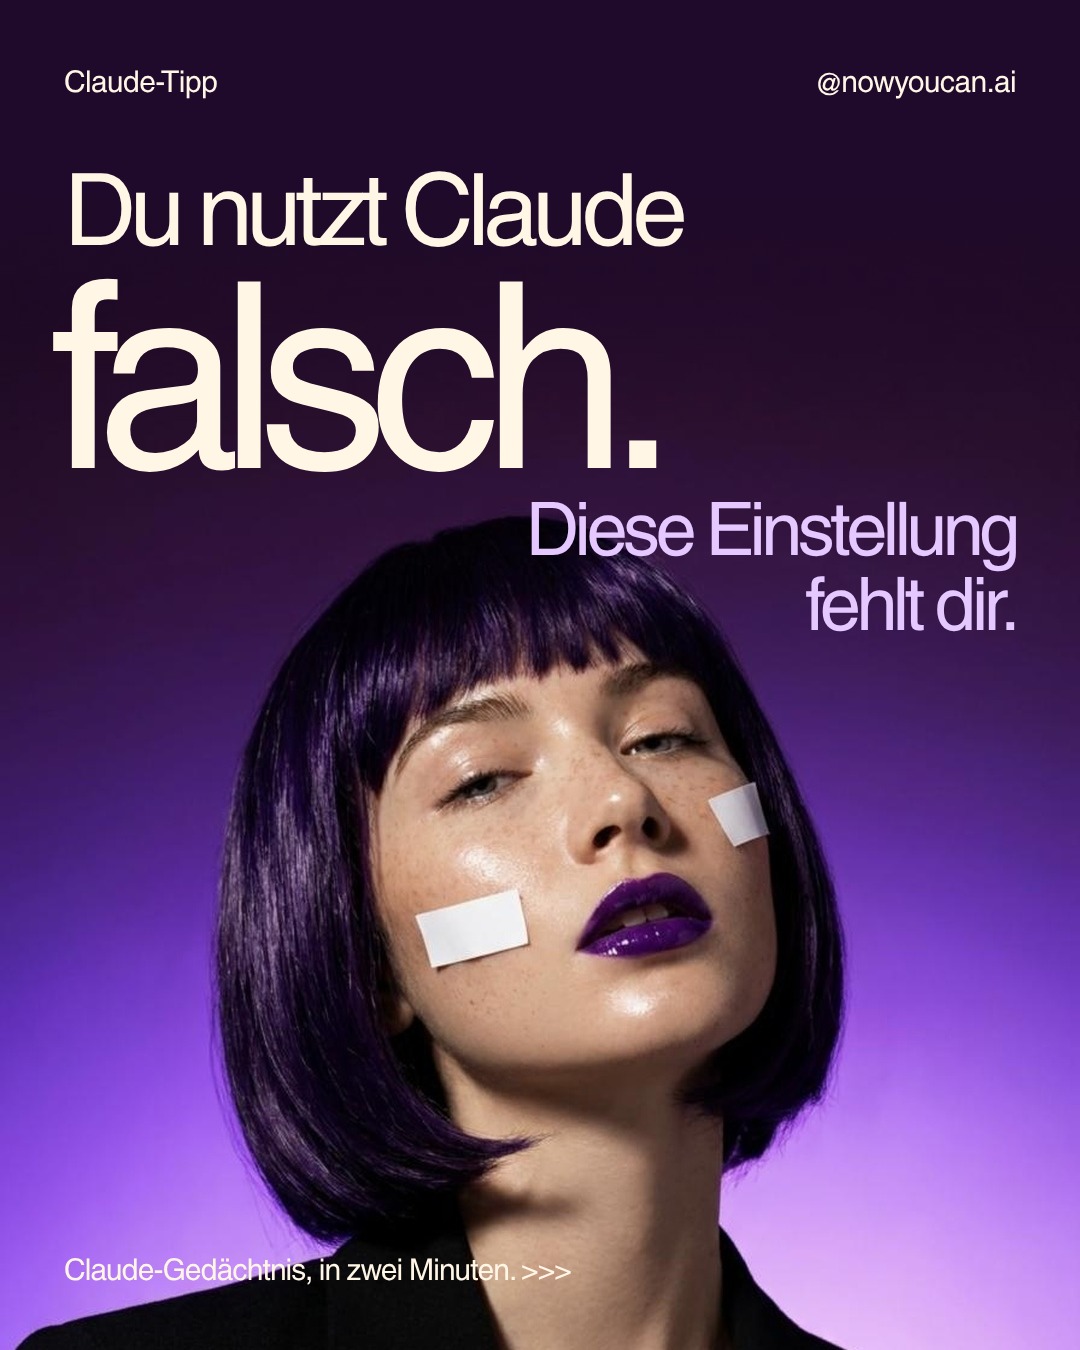 Claude-Tipp
@nowyoucan.ai
Du nutzt Claude
falsch.
Diese Einstellung
fehlt dir.
Claude-Gedächtnis, in zwei Minuten. >>>